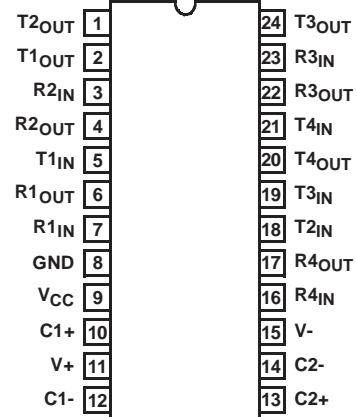 T2OUT 1 24 T3OUT
T1OUT 2 23 R3IN
R2IN 3 22 R3OUT
R2OUT 4 21 T4IN
T1IN 5 20 T4OUT
R1OUT 6 19 T3IN
R1IN 7 18 T2IN
GND 8 17 R4OUT
VCC 9 16 R4IN
C1+ 10 15 V-
V+ 11 14 C2-
C1- 12 13 C2+